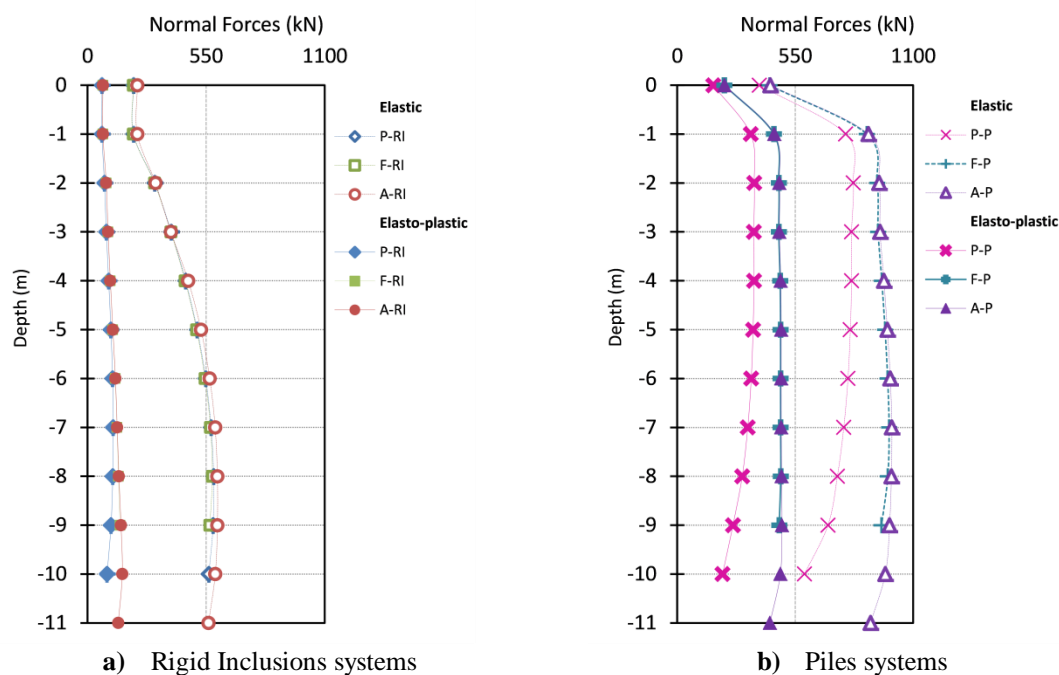 Normal Forces (kN)
0 550 1100
0
-1
-2
-3
-4
-5
-6
-7
-8
-9
-10
-11
Depth (m)
Elastic
P-RI
F-RI
A-RI
Elasto-plastic
P-RI
F-RI
A-RI
a) Rigid Inclusions systems
Normal Forces (kN)
0 550 1100
0
-1
-2
-3
-4
-5
-6
-7
-8
-9
-10
-11
Depth (m)
Elastic
P-P
F-P
A-P
Elasto-plastic
P-P
F-P
A-P
b) Piles systems